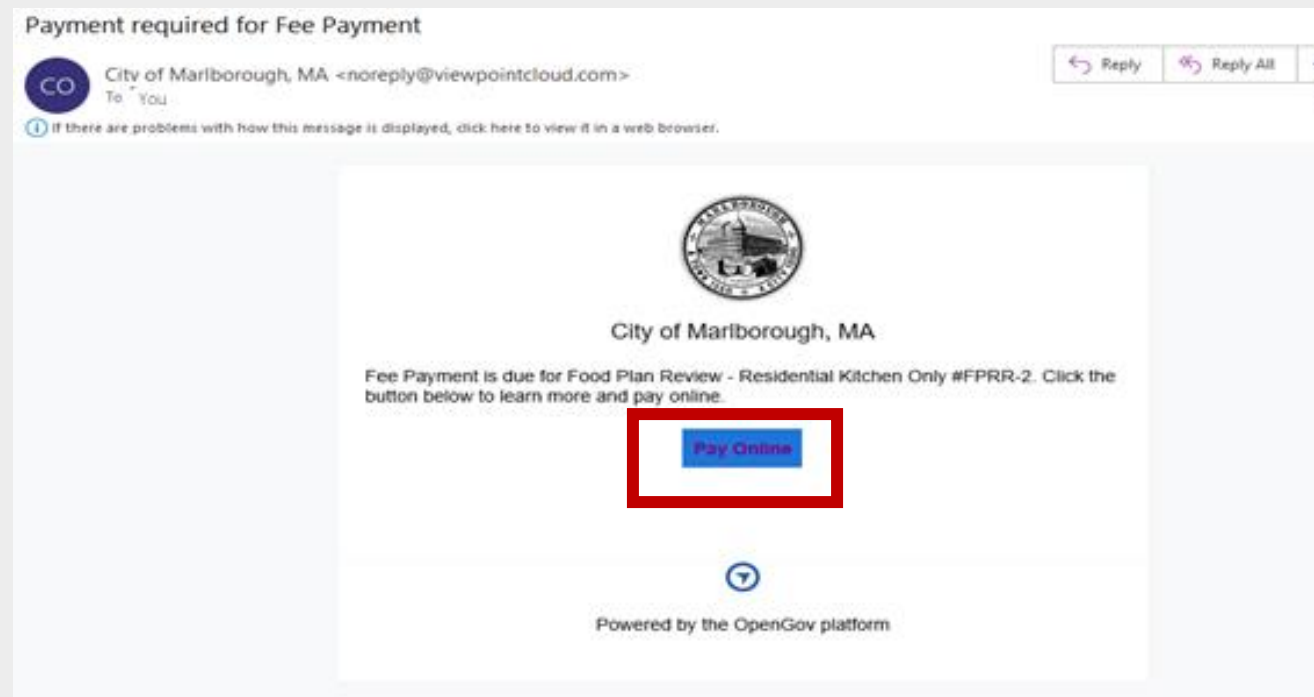 Payment required for Fee Payment
CO
City of Marlborough, MA <noreply@viewpointcloud.com>
Reply
Reply All
To You
If there are problems with how this message is displayed, click here to view it in a web browser.
MARLBOROUGH
City of Marlborough, MA
Fee Payment is due for Food Plan Review - Residential Kitchen Only #FPRR-2. Click the
button below to learn more and pay online.
Pay Online
Powered by the OpenGov platform